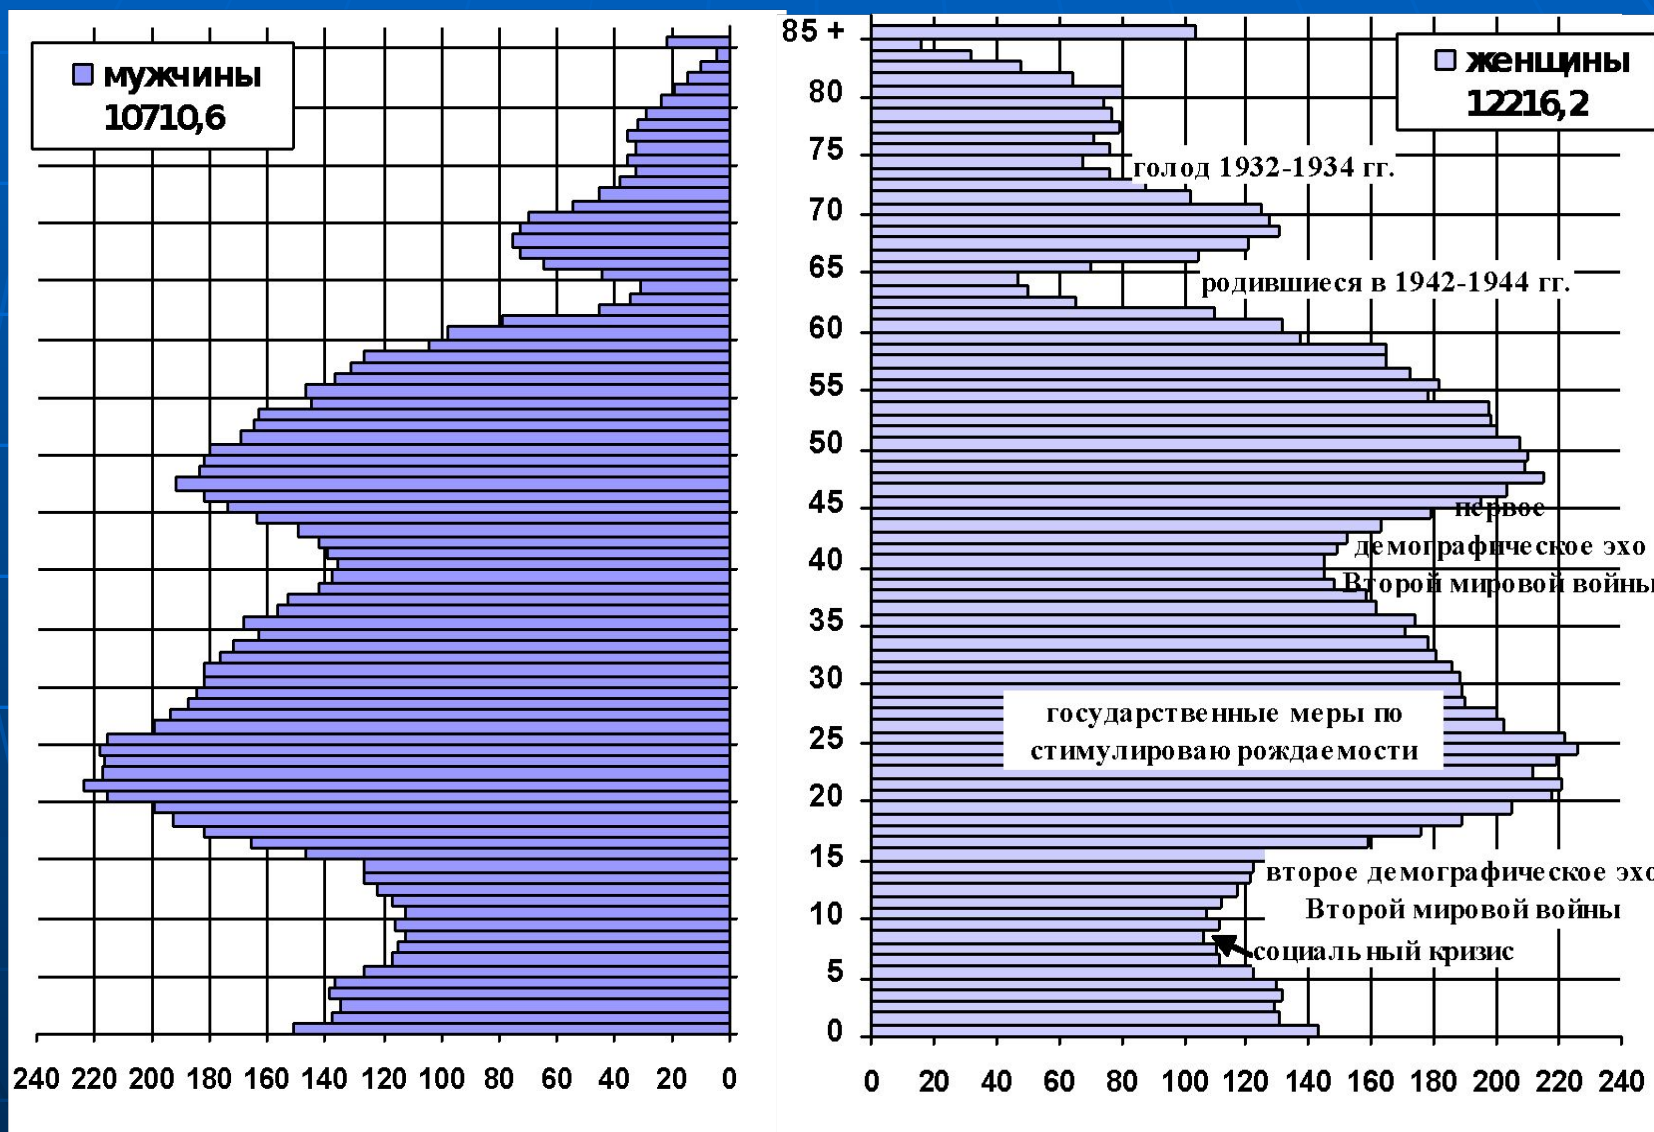 мужчины
10710,6
240 220 200 180 160 140 120 100 80 60 40 20 0
85 +
80
75
70
65
60
55
50
45
40
35
30
25
20
15
10
5
0
женщины
12216,2
голод 1932-1934 гг.
родившиеся в 1942-1944 гг.
первое
демографическое эхо
Второй мировой войны
государственные меры по
стимулироваю рождаемости
второе демографическое эхо
Второй мировой войны
социальный кризис
0 20 40 60 80 100 120 140 160 180 200 220 240